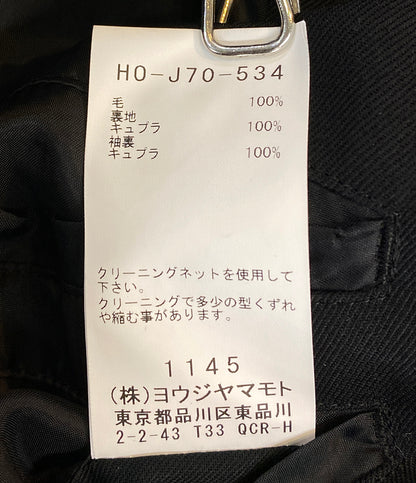 HO-J70-534
毛 100%
裏地
キュプラ 100%
袖裏
キュプラ 100%
クリーニングネットを使用して
下さい。
クリーニングで多少の型くずれ
や縮む事があります。
1145
(株)ヨウジヤマモト
東京都品川区東品川
2-2-43 T33 QCR-H